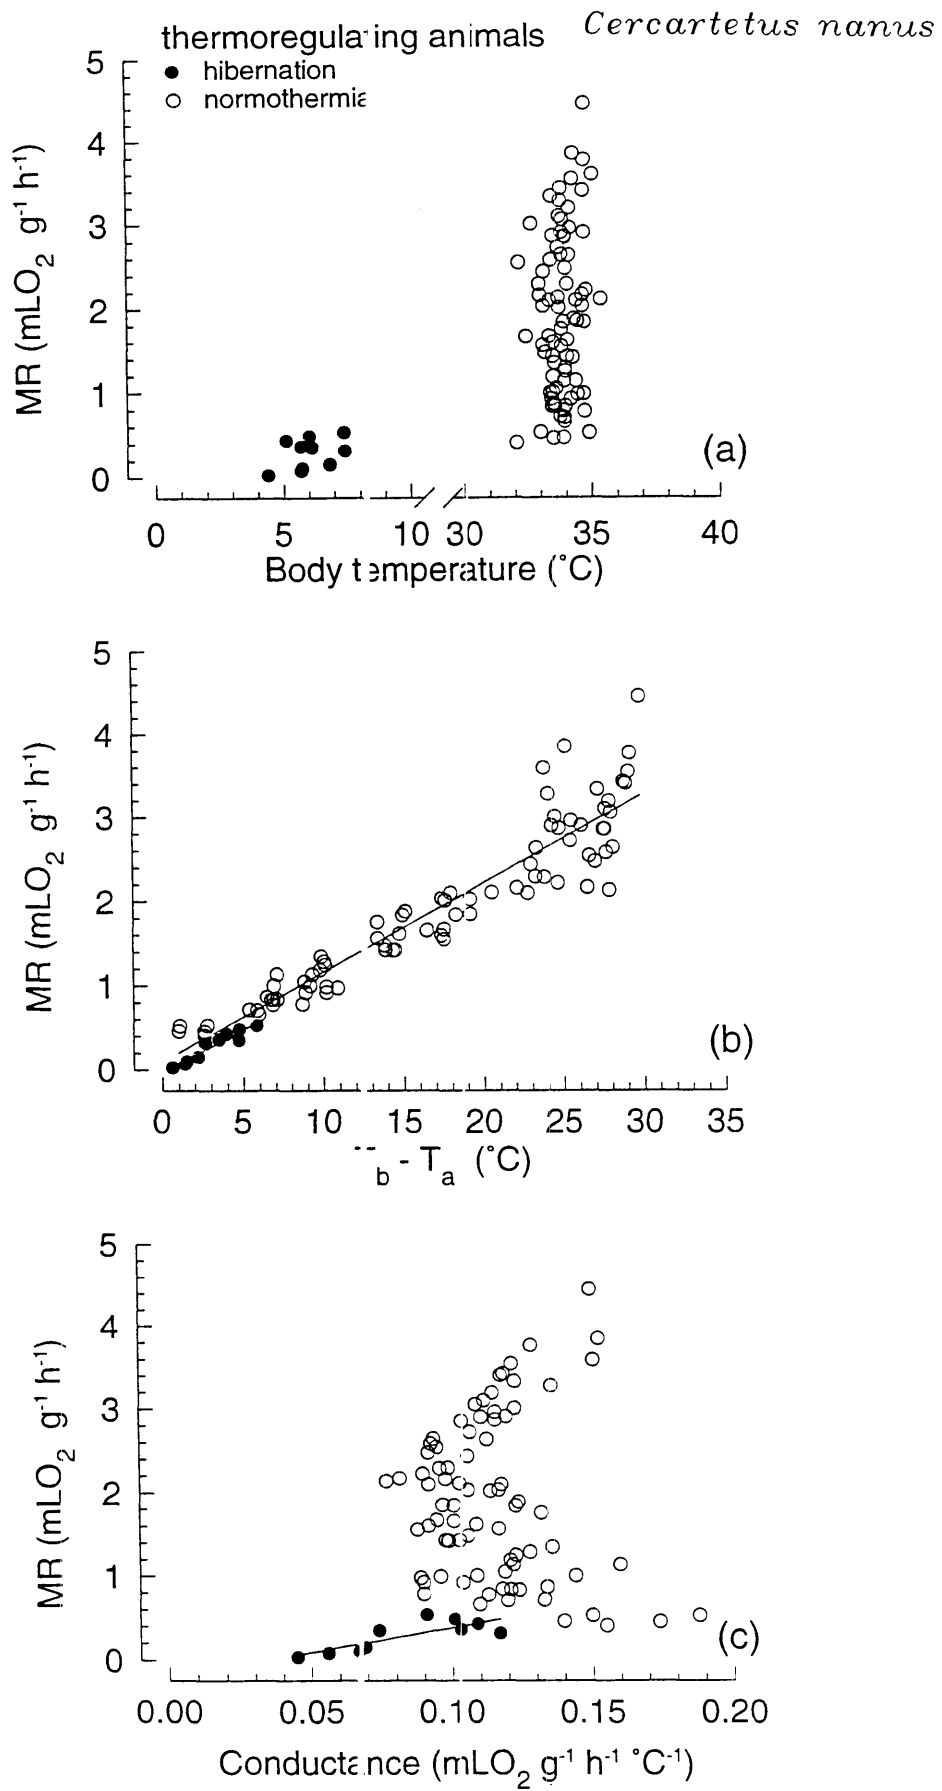 thermoregulating animals Cercartetus nanus
● hibernation
○ normothermia
5
4
3
2
1
0
MR (mLO2 g-1 h-1)
(a)
0 5 10 30 35 40
Body temperature (°C)
5
4
3
2
1
0
MR (mLO2 g-1 h-1)
(b)
0 5 10 15 20 25 30 35
b - Ta (°C)
5
4
3
2
1
0
MR (mLO2 g-1 h-1)
(c)
0.00 0.05 0.10 0.15 0.20
Conductance (mLO2 g-1 h-1 °C-1)